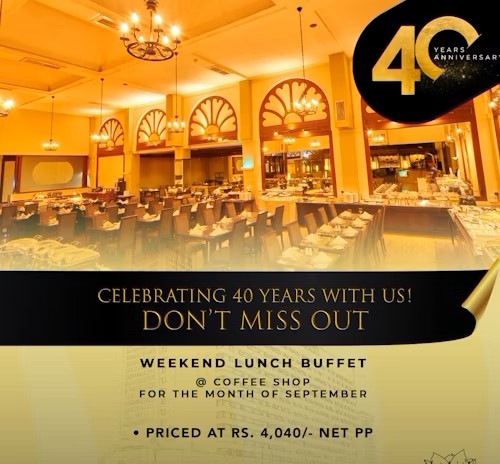 40
YEARS
ANNIVERSARY
CELEBRATING 40 YEARS WITH US!
DON'T MISS OUT
WEEKEND LUNCH BUFFET
@ COFFEE SHOP
FOR THE MONTH OF SEPTEMBER
• PRICED AT RS. 4,040/- NET PP